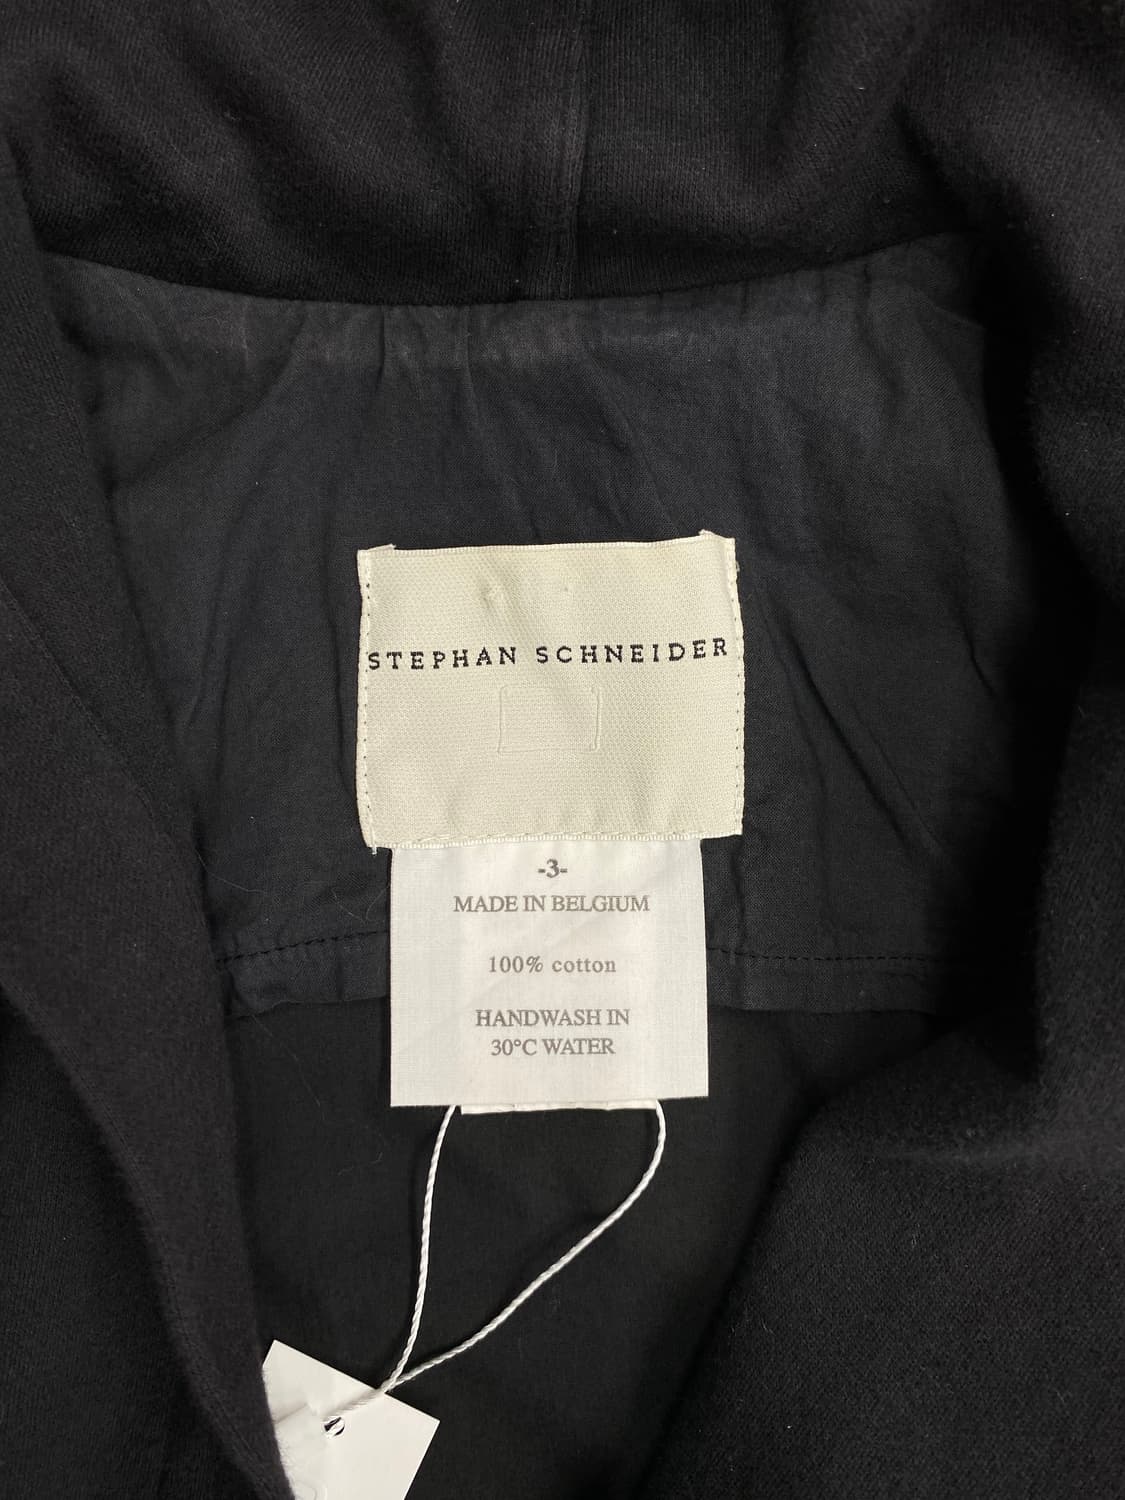 STEPHAN SCHNEIDER
-3-
MADE IN BELGIUM
100% cotton
HANDWASH IN
30°C WATER